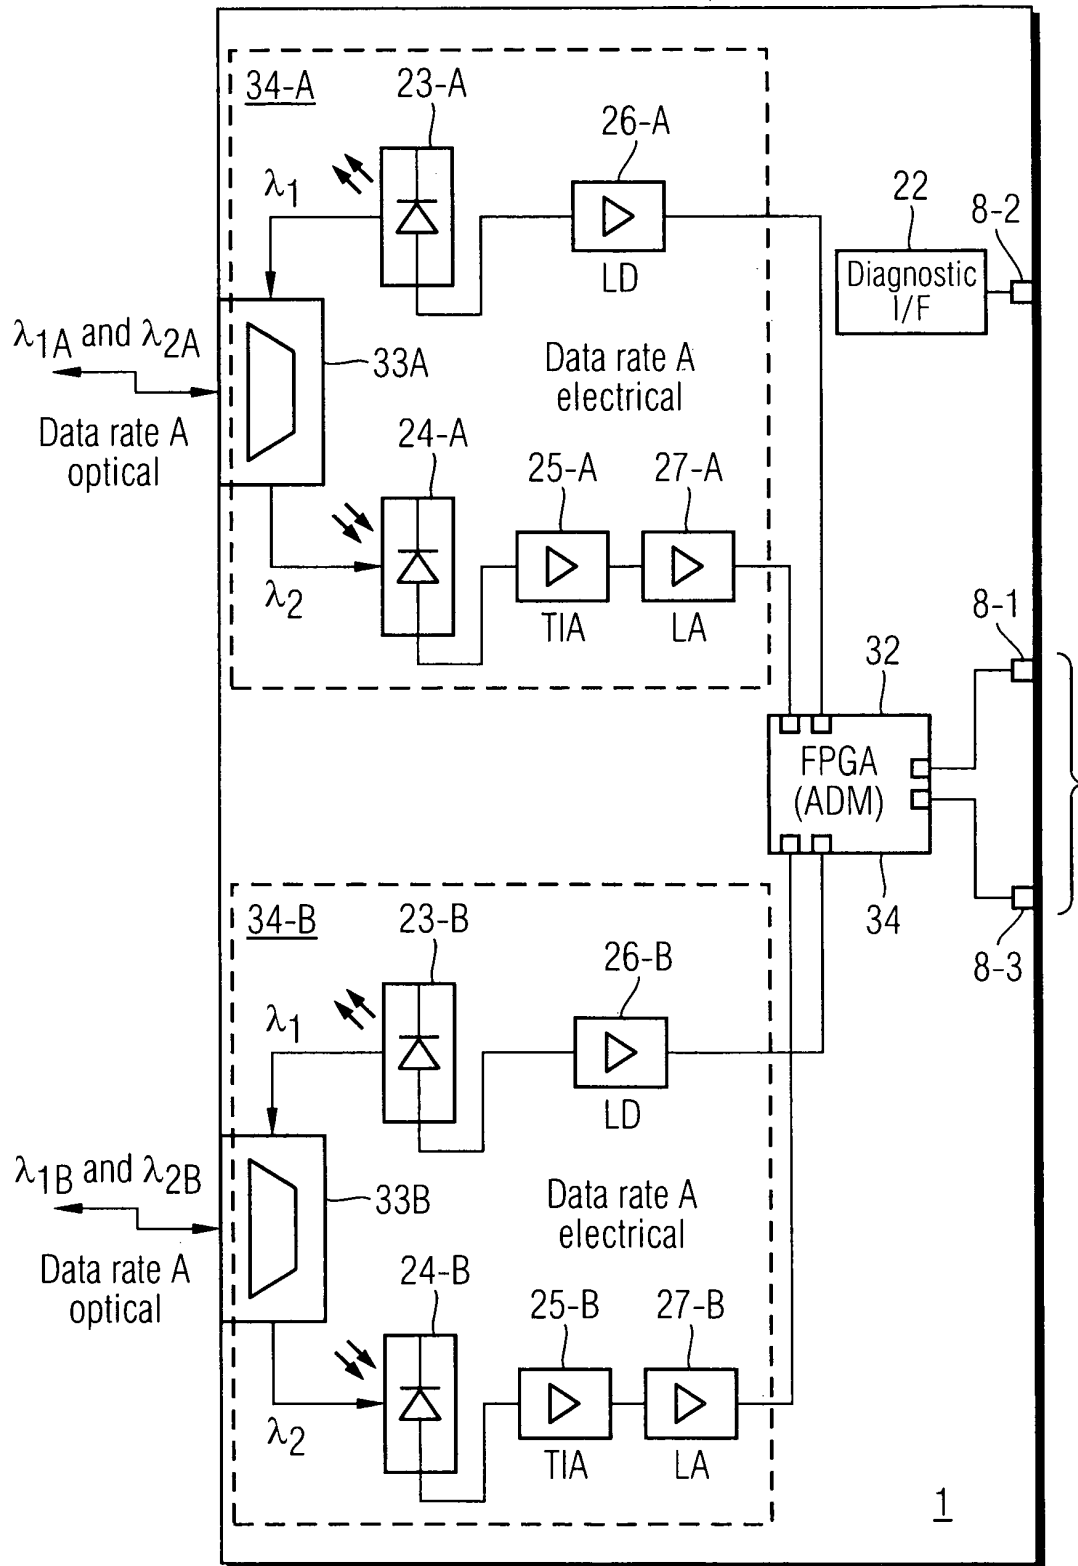 34-A
23-A
26-A
λ1
LD
22
8-2
Diagnostic
I/F
λ1A and λ2A
33A
Data rate A
optical
Data rate A
electrical
24-A
25-A
27-A
λ2
TIA
LA
8-1
32
FPGA
(ADM)
34
8-3
34-B
23-B
26-B
λ1
LD
λ1B and λ2B
33B
Data rate A
optical
Data rate A
electrical
24-B
25-B
27-B
λ2
TIA
LA
1